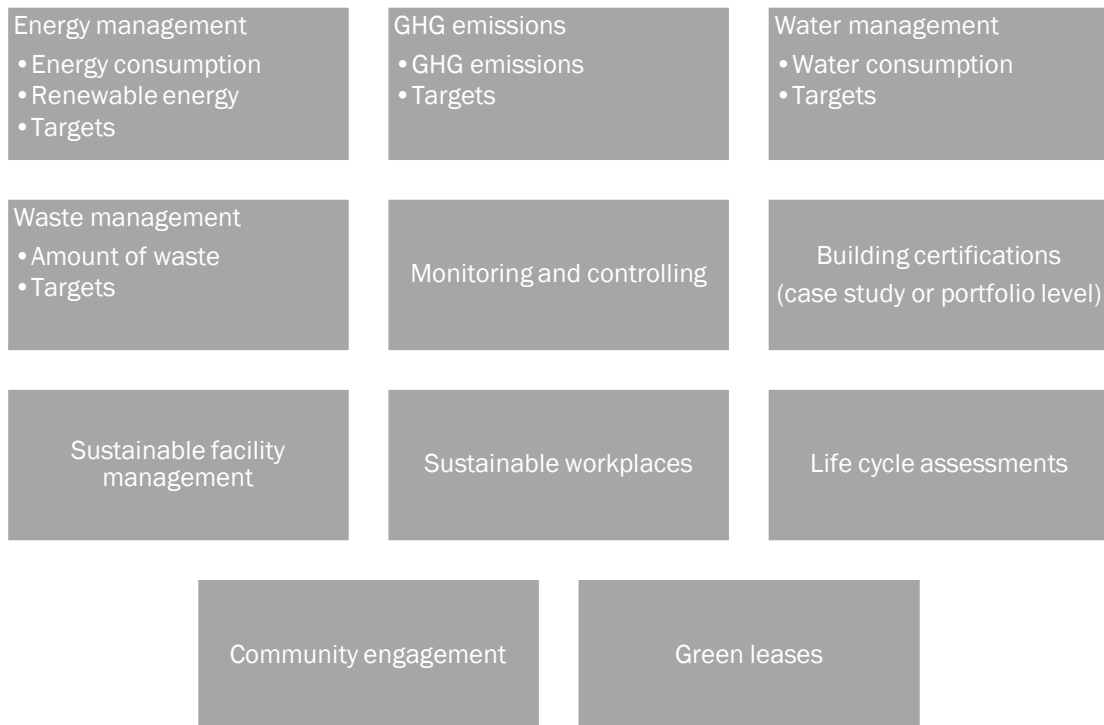 Energy management
•Energy consumption
•Renewable energy
•Targets
GHG emissions
•GHG emissions
•Targets
Water management
•Water consumption
•Targets
Waste management
•Amount of waste
•Targets
Monitoring and controlling
Building certifications
(case study or portfolio level)
Sustainable facility
management
Sustainable workplaces
Life cycle assessments
Community engagement
Green leases